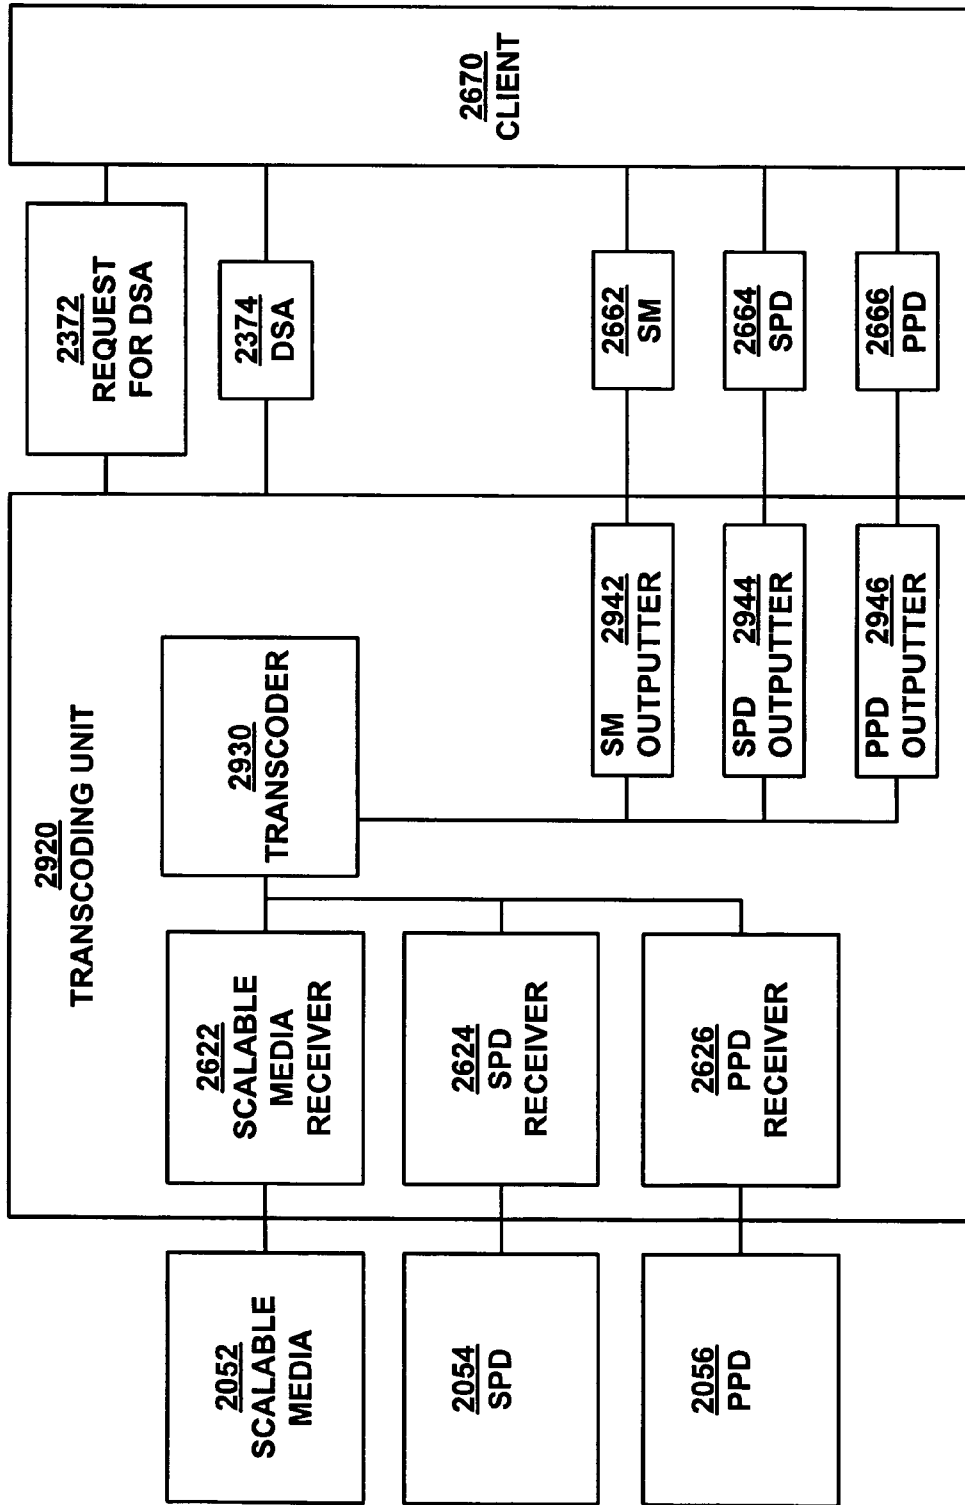 2920
TRANSCODING UNIT
2052
SCALABLE
MEDIA
2622
SCALABLE
MEDIA
RECEIVER
2930
TRANSCODER
2372
REQUEST
FOR DSA
2374
DSA
2670
CLIENT
2054
SPD
2624
SPD
RECEIVER
2056
PPD
2626
PPD
RECEIVER
SM 2942
OUTPUTTER
2662
SM
SPD 2944
OUTPUTTER
2664
SPD
PPD 2946
OUTPUTTER
2666
PPD